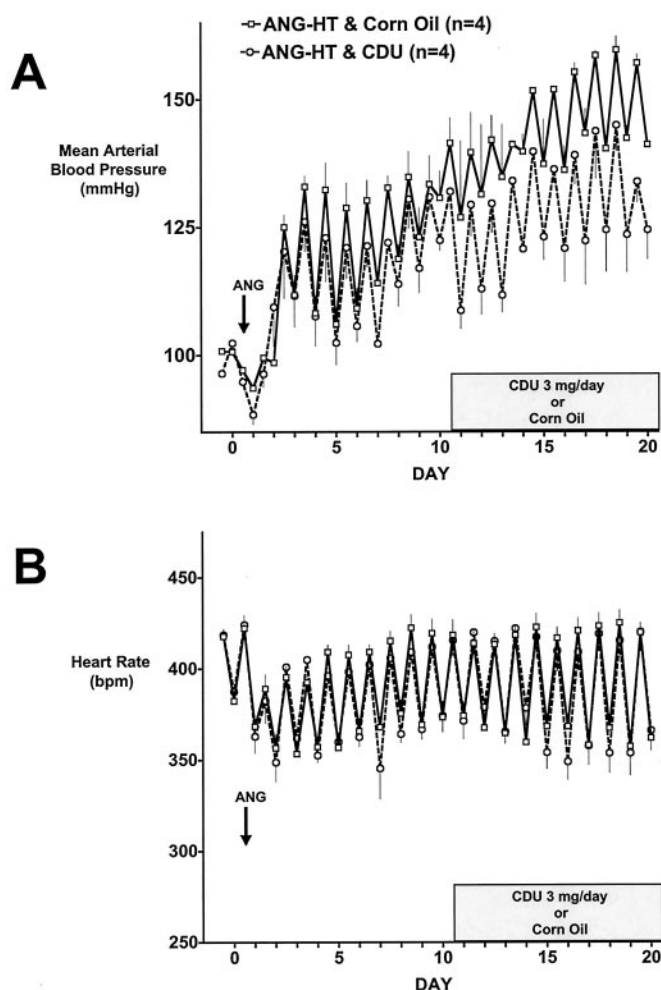 ANG-HT & Corn Oil (n=4)
ANG-HT & CDU (n=4)
A
Mean Arterial
Blood Pressure
(mmHg)
150
125
100
ANG
CDU 3 mg/day
or
Corn Oil
0 5 10 15 20
DAY
B
Heart Rate
(bpm)
450
400
350
300
250
ANG
CDU 3 mg/day
or
Corn Oil
0 5 10 15 20
DAY